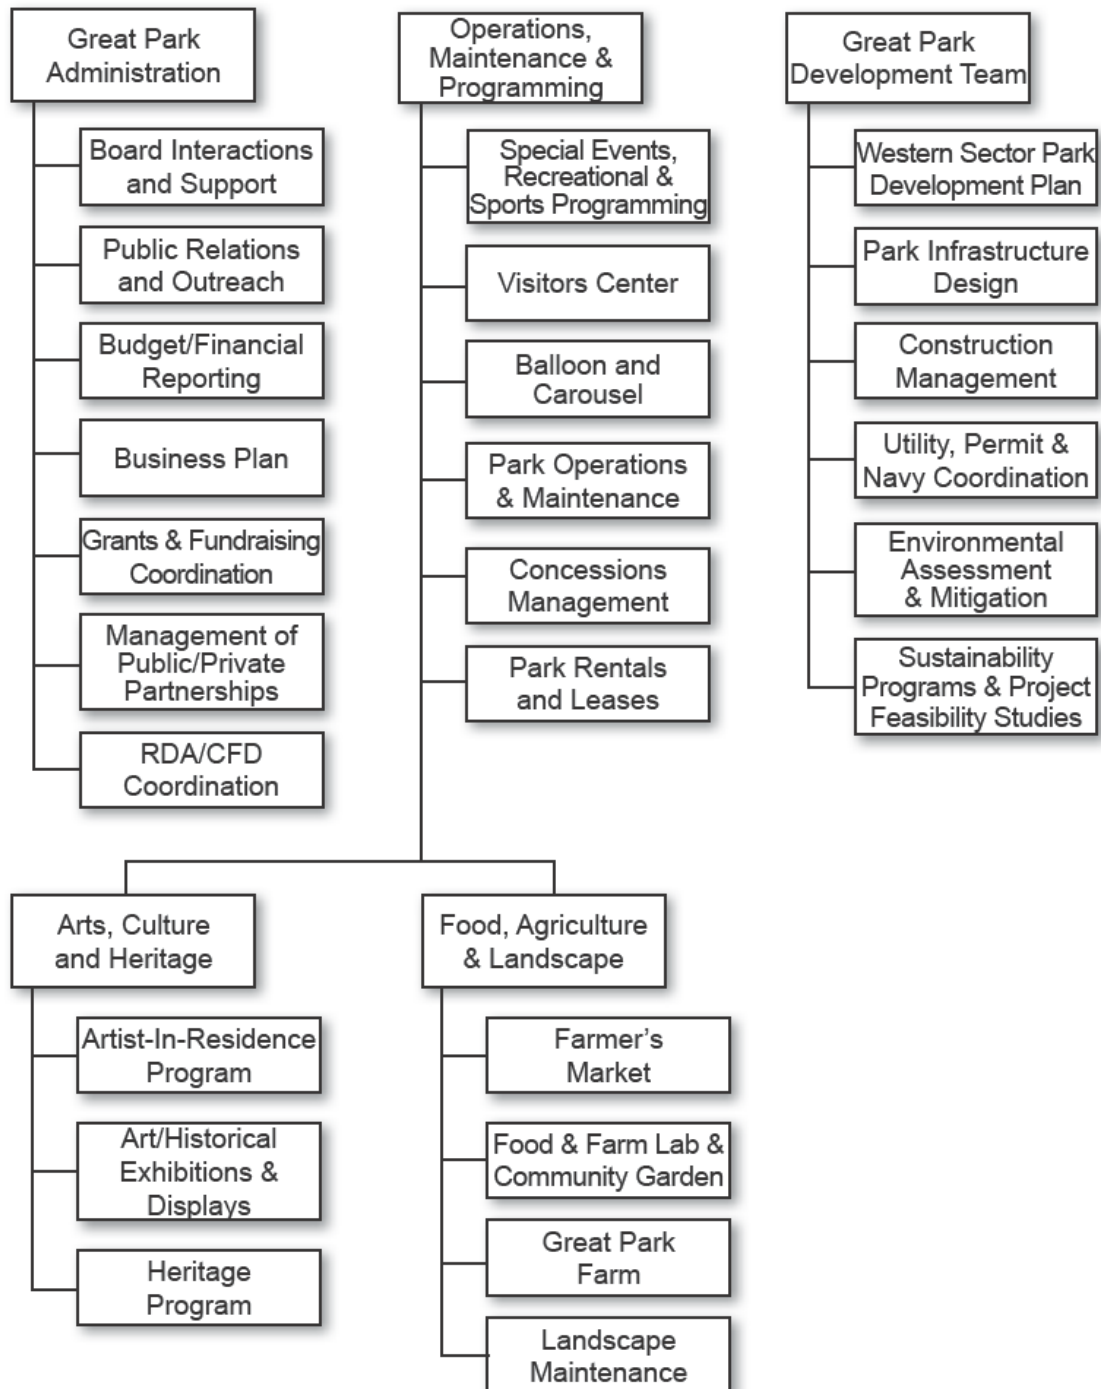 Great Park
Administration
Board Interactions
and Support
Public Relations
and Outreach
Budget/Financial
Reporting
Business Plan
Grants & Fundraising
Coordination
Management of
Public/Private
Partnerships
RDA/CFD
Coordination
Operations,
Maintenance &
Programming
Special Events,
Recreational &
Sports Programming
Visitors Center
Balloon and
Carousel
Park Operations
& Maintenance
Concessions
Management
Park Rentals
and Leases
Great Park
Development Team
Western Sector Park
Development Plan
Park Infrastructure
Design
Construction
Management
Utility, Permit &
Navy Coordination
Environmental
Assessment
& Mitigation
Sustainability
Programs & Project
Feasibility Studies
Arts, Culture
and Heritage
Artist-In-Residence
Program
Art/Historical
Exhibitions &
Displays
Heritage
Program
Food, Agriculture
& Landscape
Farmer’s
Market
Food & Farm Lab &
Community Garden
Great Park
Farm
Landscape
Maintenance